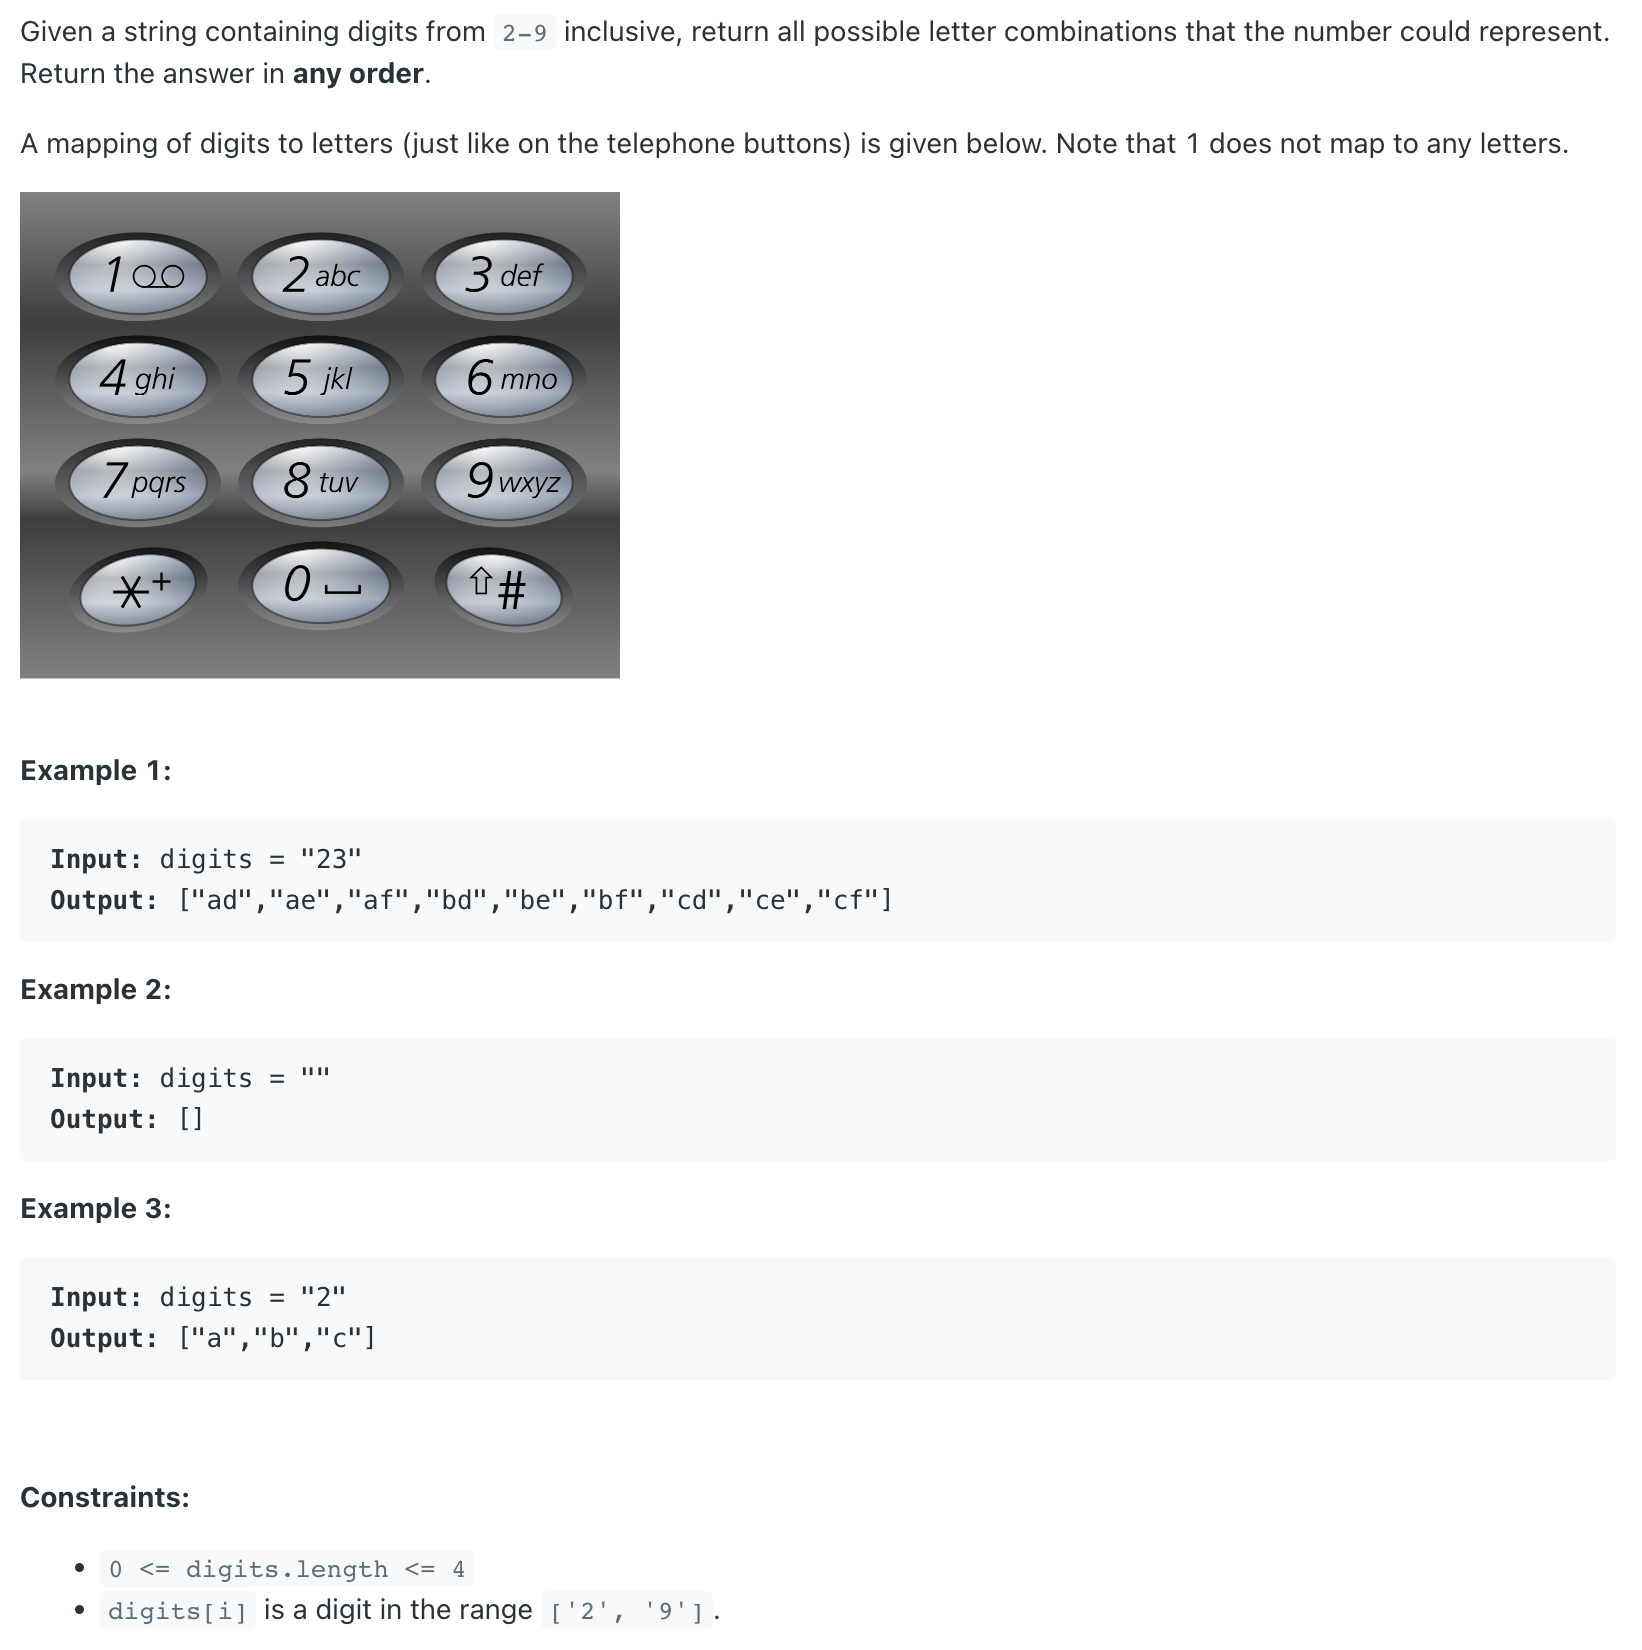 Given a string containing digits from 2-9 inclusive, return all possible letter combinations that the number could represent.
Return the answer in any order.
A mapping of digits to letters (just like on the telephone buttons) is given below. Note that 1 does not map to any letters.
1 2 abc 3 def
4 ghi 5 jkl 6 mno
7 pqrs 8 tuv 9 wxyz
* + 0 ⇧ #
Example 1:
Input: digits = "23"
Output: ["ad","ae","af","bd","be","bf","cd","ce","cf"]
Example 2:
Input: digits = ""
Output: []
Example 3:
Input: digits = "2"
Output: ["a","b","c"]
Constraints:
• 0 <= digits.length <= 4
• digits[i] is a digit in the range ['2', '9'].